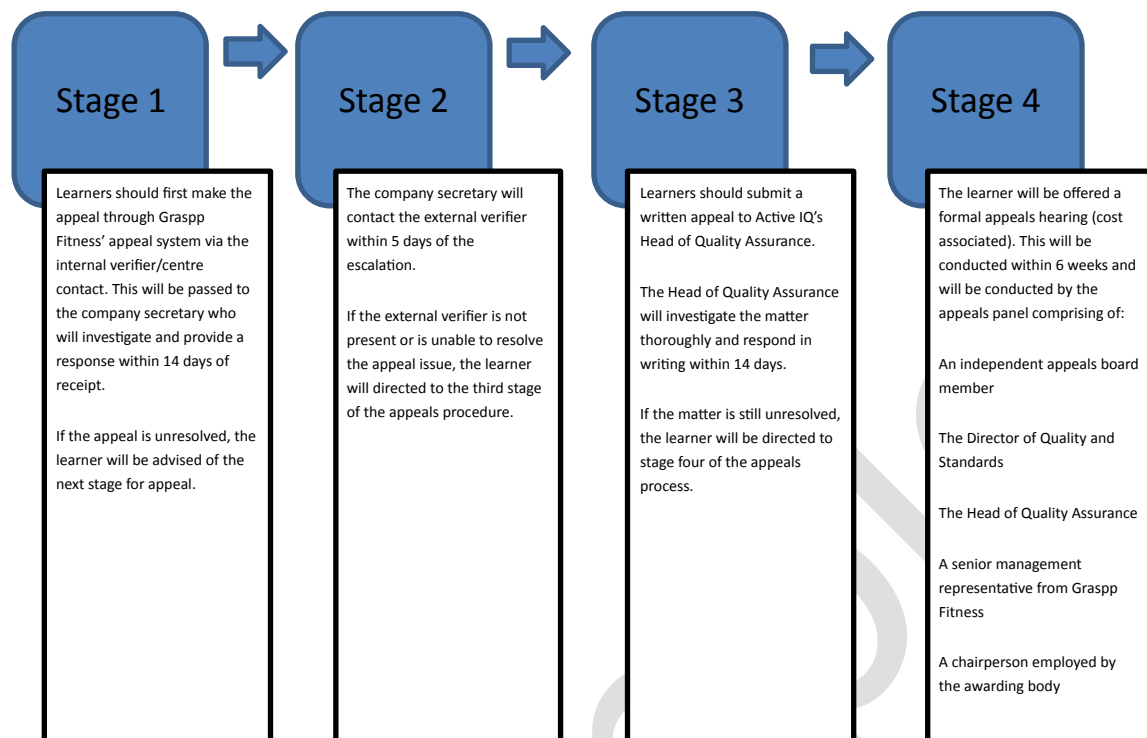 Stage 1
Learners should first make the
appeal through Graspp
Fitness’ appeal system via the
internal verifier/centre
contact. This will be passed to
the company secretary who
will investigate and provide a
response within 14 days of
receipt.
If the appeal is unresolved, the
learner will be advised of the
next stage for appeal.
Stage 2
The company secretary will
contact the external verifier
within 5 days of the
escalation.
If the external verifier is not
present or is unable to resolve
the appeal issue, the learner
will directed to the third stage
of the appeals procedure.
Stage 3
Learners should submit a
written appeal to Active IQ’s
Head of Quality Assurance.
The Head of Quality Assurance
will investigate the matter
thoroughly and respond in
writing within 14 days.
If the matter is still unresolved,
the learner will be directed to
stage four of the appeals
process.
Stage 4
The learner will be offered a
formal appeals hearing (cost
associated). This will be
conducted within 6 weeks and
will be conducted by the
appeals panel comprising of:
An independent appeals board
member
The Director of Quality and
Standards
The Head of Quality Assurance
A senior management
representative from Graspp
Fitness
A chairperson employed by
the awarding body